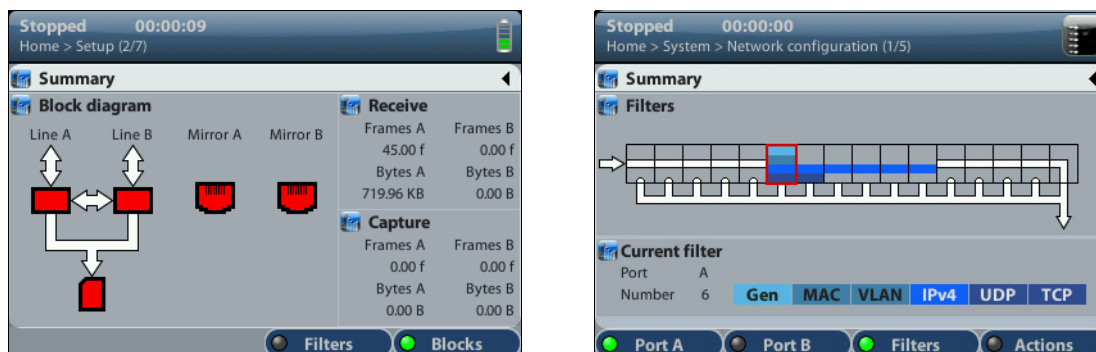 Stopped 00:00:09
Home > Setup (2/7)
Summary
Block diagram
Line A Line B Mirror A Mirror B
Receive
Frames A Frames B
45.00 f 0.00 f
Bytes A Bytes B
719.96 KB 0.00 B
Capture
Frames A Frames B
0.00 f 0.00 f
Bytes A Bytes B
0.00 B 0.00 B
Filters Blocks
Stopped 00:00:00
Home > System > Network configuration (1/5)
Summary
Filters
Current filter
Port A
Number 6 Gen MAC VLAN IPv4 UDP TCP
Port A Port B Filters Actions